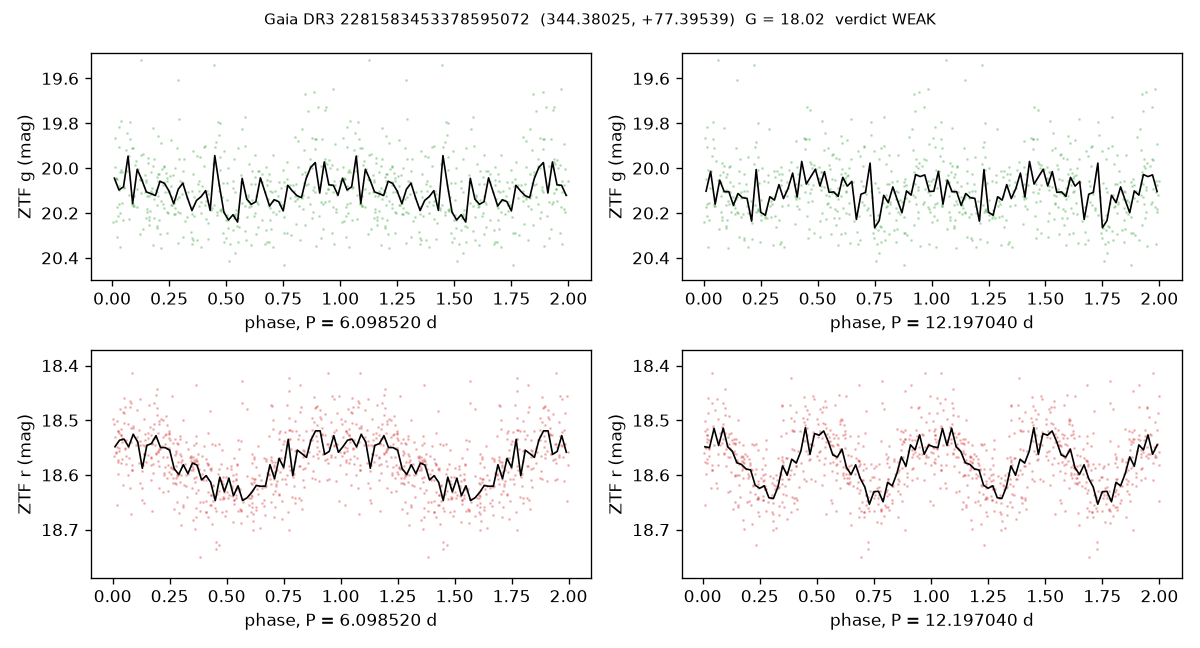 Gaia DR3 2281583453378595072  (344.38025, +77.39539)  G = 18.02  verdict WEAK
ZTF g (mag)
19.6
19.8
20.0
20.2
20.4
0.00 0.25 0.50 0.75 1.00 1.25 1.50 1.75 2.00
phase, P = 6.098520 d
ZTF g (mag)
19.6
19.8
20.0
20.2
20.4
0.00 0.25 0.50 0.75 1.00 1.25 1.50 1.75 2.00
phase, P = 12.197040 d
ZTF r (mag)
18.4
18.5
18.6
18.7
0.00 0.25 0.50 0.75 1.00 1.25 1.50 1.75 2.00
phase, P = 6.098520 d
ZTF r (mag)
18.4
18.5
18.6
18.7
0.00 0.25 0.50 0.75 1.00 1.25 1.50 1.75 2.00
phase, P = 12.197040 d